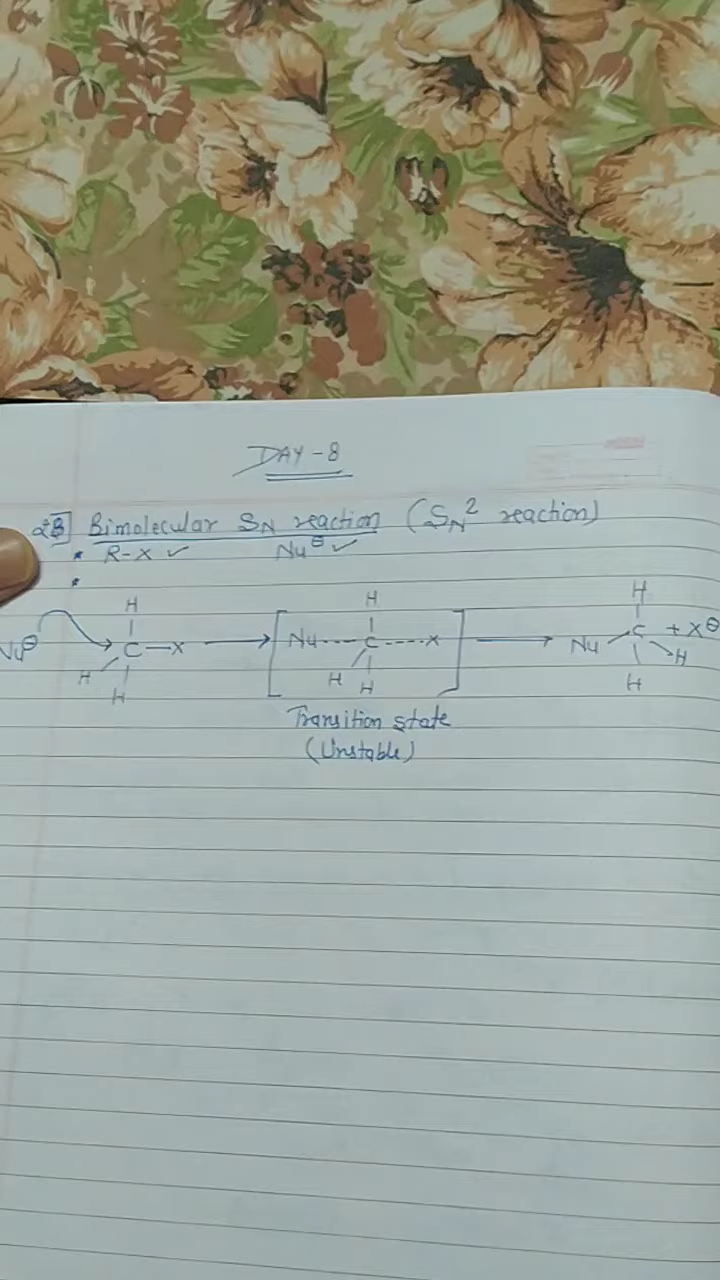 DAY-8
2B] Bimolecular SN reaction (SN² reaction)
* R-X ✓ Nu⊖ ✓
*
H H H
Nu⊖ C—X → [Nu---C----X] → Nu C + X⊖
H H H H
H H
Transition state
(Unstable)